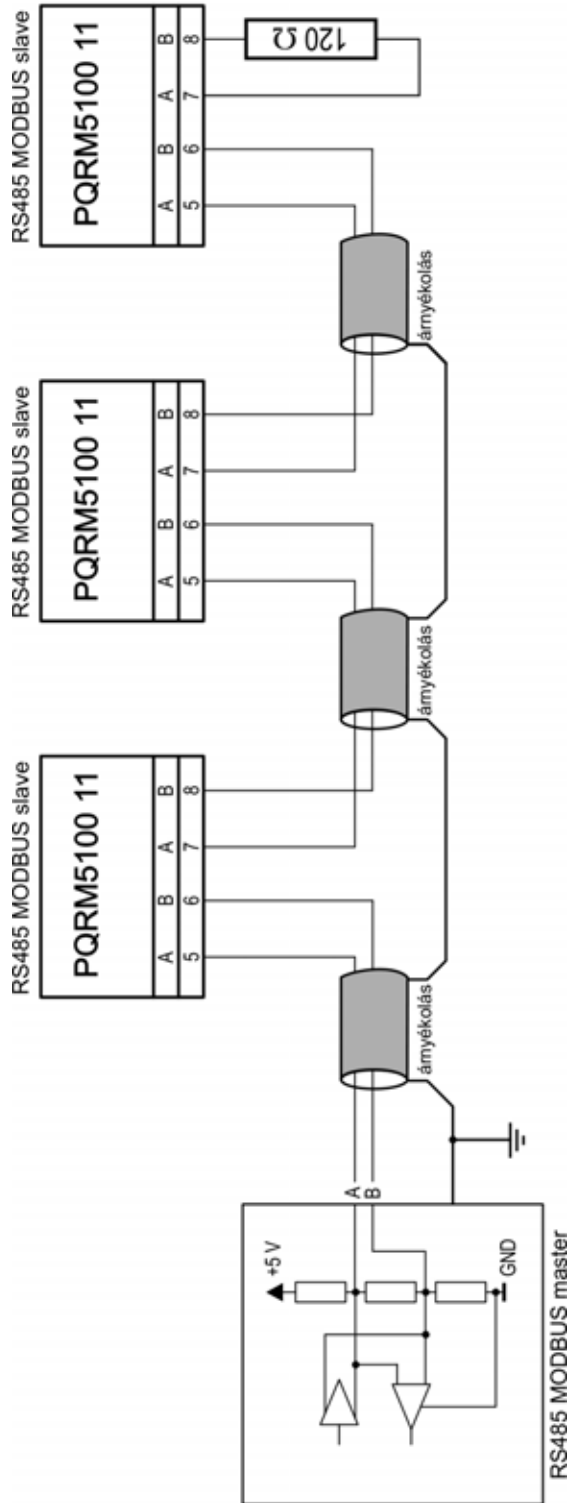 RS485 MODBUS slave
PQRM5100 11
A B A B
5 6 7 8
RS485 MODBUS slave
PQRM5100 11
A B A B
5 6 7 8
RS485 MODBUS slave
PQRM5100 11
A B A B
5 6 7 8
120 Ω
+5 V
A
B
GND
árnyékolás
árnyékolás
árnyékolás
RS485 MODBUS master